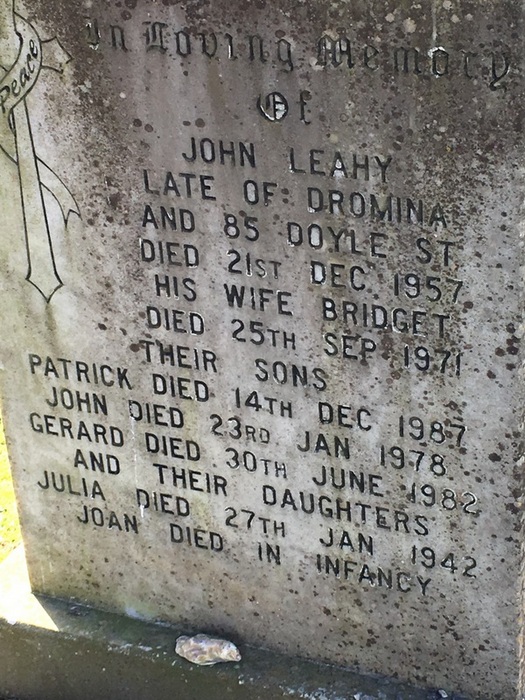 Peace
In Loving Memory
Of
JOHN LEAHY
LATE OF DROMINA
AND 85 DOYLE ST
DIED 21ST DEC 1957
HIS WIFE BRIDGET
DIED 25TH SEP 1971
THEIR SONS
PATRICK DIED 14TH DEC 1987
JOHN DIED 23RD JAN 1978
GERARD DIED 30TH JUNE 1982
AND THEIR DAUGHTERS
JULIA DIED 27TH JAN 1942
JOAN DIED IN INFANCY